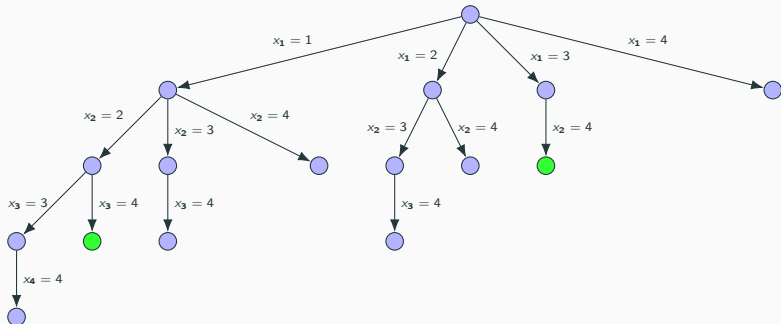 x₁ = 1
x₁ = 2
x₁ = 3
x₁ = 4
x₂ = 2
x₂ = 3
x₂ = 4
x₂ = 3
x₂ = 4
x₂ = 4
x₃ = 3
x₃ = 4
x₃ = 4
x₃ = 4
x₄ = 4